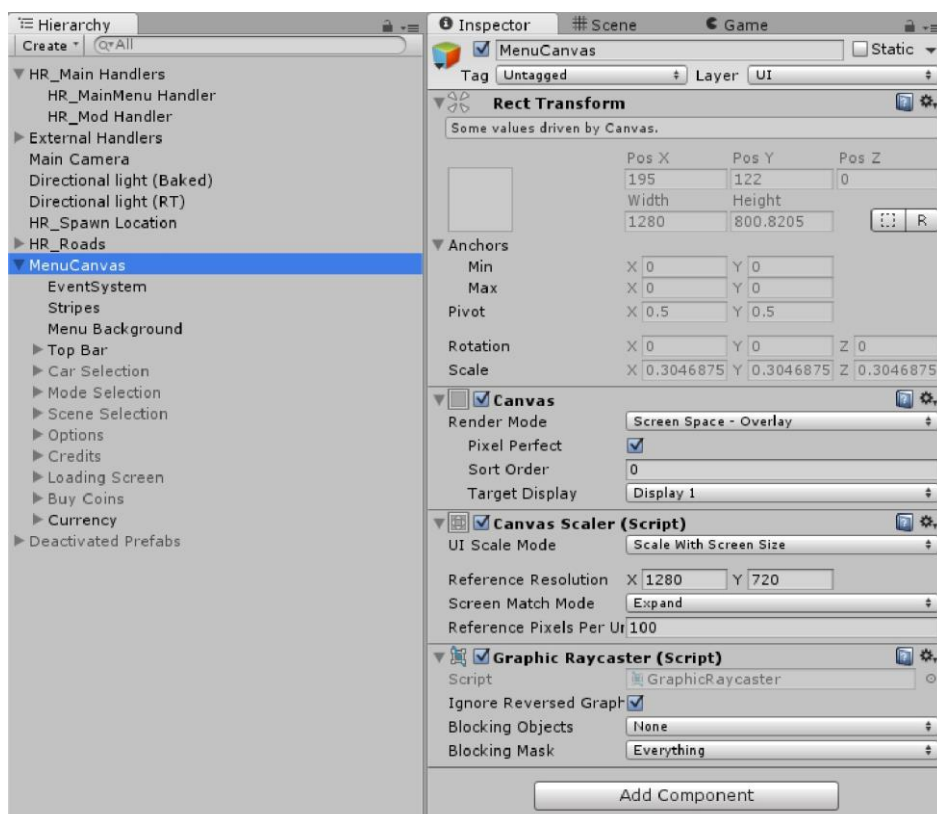 Hierarchy
Create
All
HR_Main Handlers
HR_MainMenu Handler
HR_Mod Handler
External Handlers
Main Camera
Directional light (Baked)
Directional light (RT)
HR_Spawn Location
HR_Roads
MenuCanvas
EventSystem
Stripes
Menu Background
Top Bar
Car Selection
Mode Selection
Scene Selection
Options
Credits
Loading Screen
Buy Coins
Currency
Deactivated Prefabs
Inspector Scene Game
MenuCanvas Static
Tag Untagged Layer UI
Rect Transform
Some values driven by Canvas.
Pos X Pos Y Pos Z
195 122 0
Width Height
1280 800.8205 R
Anchors
Min X 0 Y 0
Max X 0 Y 0
Pivot X 0.5 Y 0.5
Rotation X 0 Y 0 Z 0
Scale X 0.3046875 Y 0.3046875 Z 0.3046875
Canvas
Render Mode Screen Space - Overlay
Pixel Perfect
Sort Order 0
Target Display Display 1
Canvas Scaler (Script)
UI Scale Mode Scale With Screen Size
Reference Resolution X 1280 Y 720
Screen Match Mode Expand
Reference Pixels Per Ur 100
Graphic Raycaster (Script)
Script GraphicRaycaster
Ignore Reversed Graph
Blocking Objects None
Blocking Mask Everything
Add Component